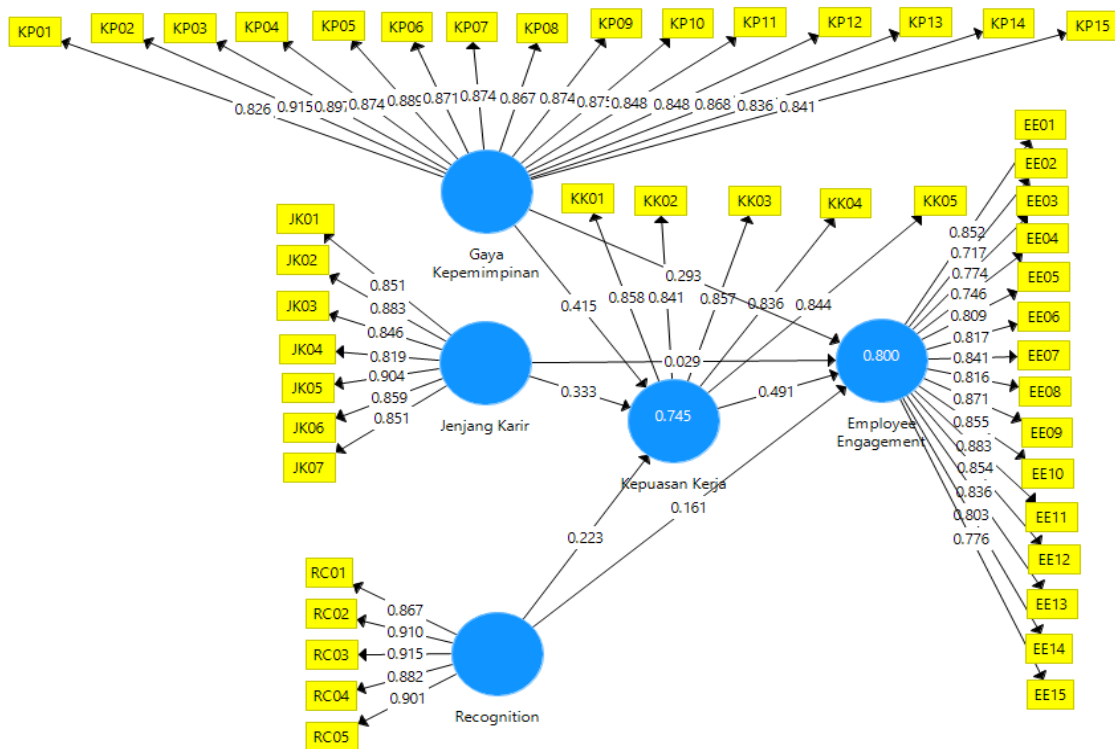 KP01 KP02 KP03 KP04 KP05 KP06 KP07 KP08 KP09 KP10 KP11 KP12 KP13 KP14 KP15
0.826 0.915 0.897 0.874 0.889 0.871 0.874 0.867 0.874 0.875 0.848 0.848 0.868 0.836 0.841
Gaya
Kepemimpinan
JK01
JK02
JK03
JK04
JK05
JK06
JK07
0.851
0.883
0.846
0.819
0.904
0.859
0.851
Jenjang Karir
KK01 KK02 KK03 KK04 KK05
0.858 0.841 0.857 0.836 0.844
0.293
0.415
0.029
0.333
0.491
0.745
Kepuasan Kerja
0.161
0.223
0.800
Employee
Engagement
EE01
EE02
EE03
EE04
EE05
EE06
EE07
EE08
EE09
EE10
EE11
EE12
EE13
EE14
EE15
0.852
0.717
0.774
0.746
0.809
0.817
0.841
0.816
0.871
0.855
0.883
0.854
0.836
0.803
0.776
RC01
RC02
RC03
RC04
RC05
0.867
0.910
0.915
0.882
0.901
Recognition